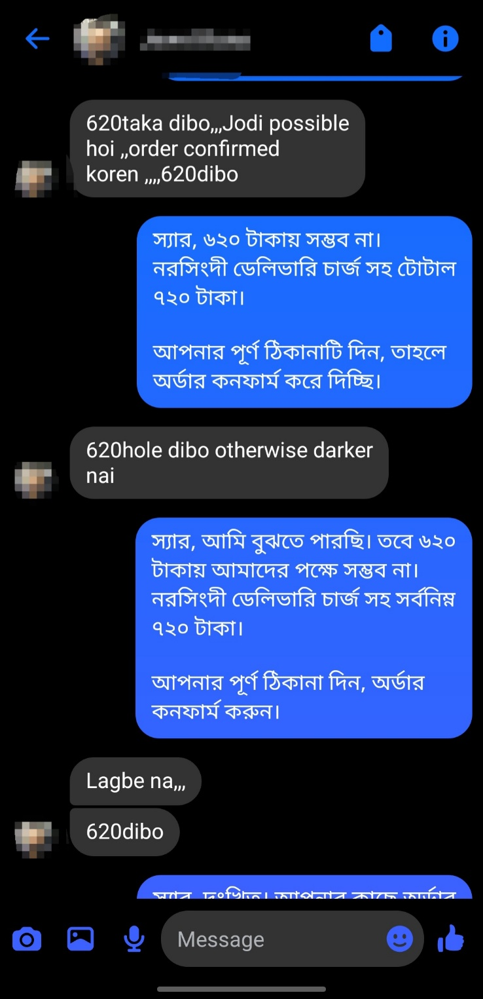 620taka dibo,,,Jodi possible
hoi ,,order confirmed
koren ,,,,620dibo
স্যার, ৬২০ টাকায় সম্ভব না।
নরসিংদী ডেলিভারি চার্জ সহ টোটাল
৭২০ টাকা।
আপনার পূর্ণ ঠিকানাটি দিন, তাহলে
অর্ডার কনফার্ম করে দিচ্ছি।
620hole dibo otherwise darker
nai
স্যার, আমি বুঝতে পারছি। তবে ৬২০
টাকায় আমাদের পক্ষে সম্ভব না।
নরসিংদী ডেলিভারি চার্জ সহ সর্বনিম্ন
৭২০ টাকা।
আপনার পূর্ণ ঠিকানা দিন, অর্ডার
কনফার্ম করুন।
Lagbe na,,,
620dibo
স্যার, দুঃখিত। আপনার কাছে অর্ডার
Message